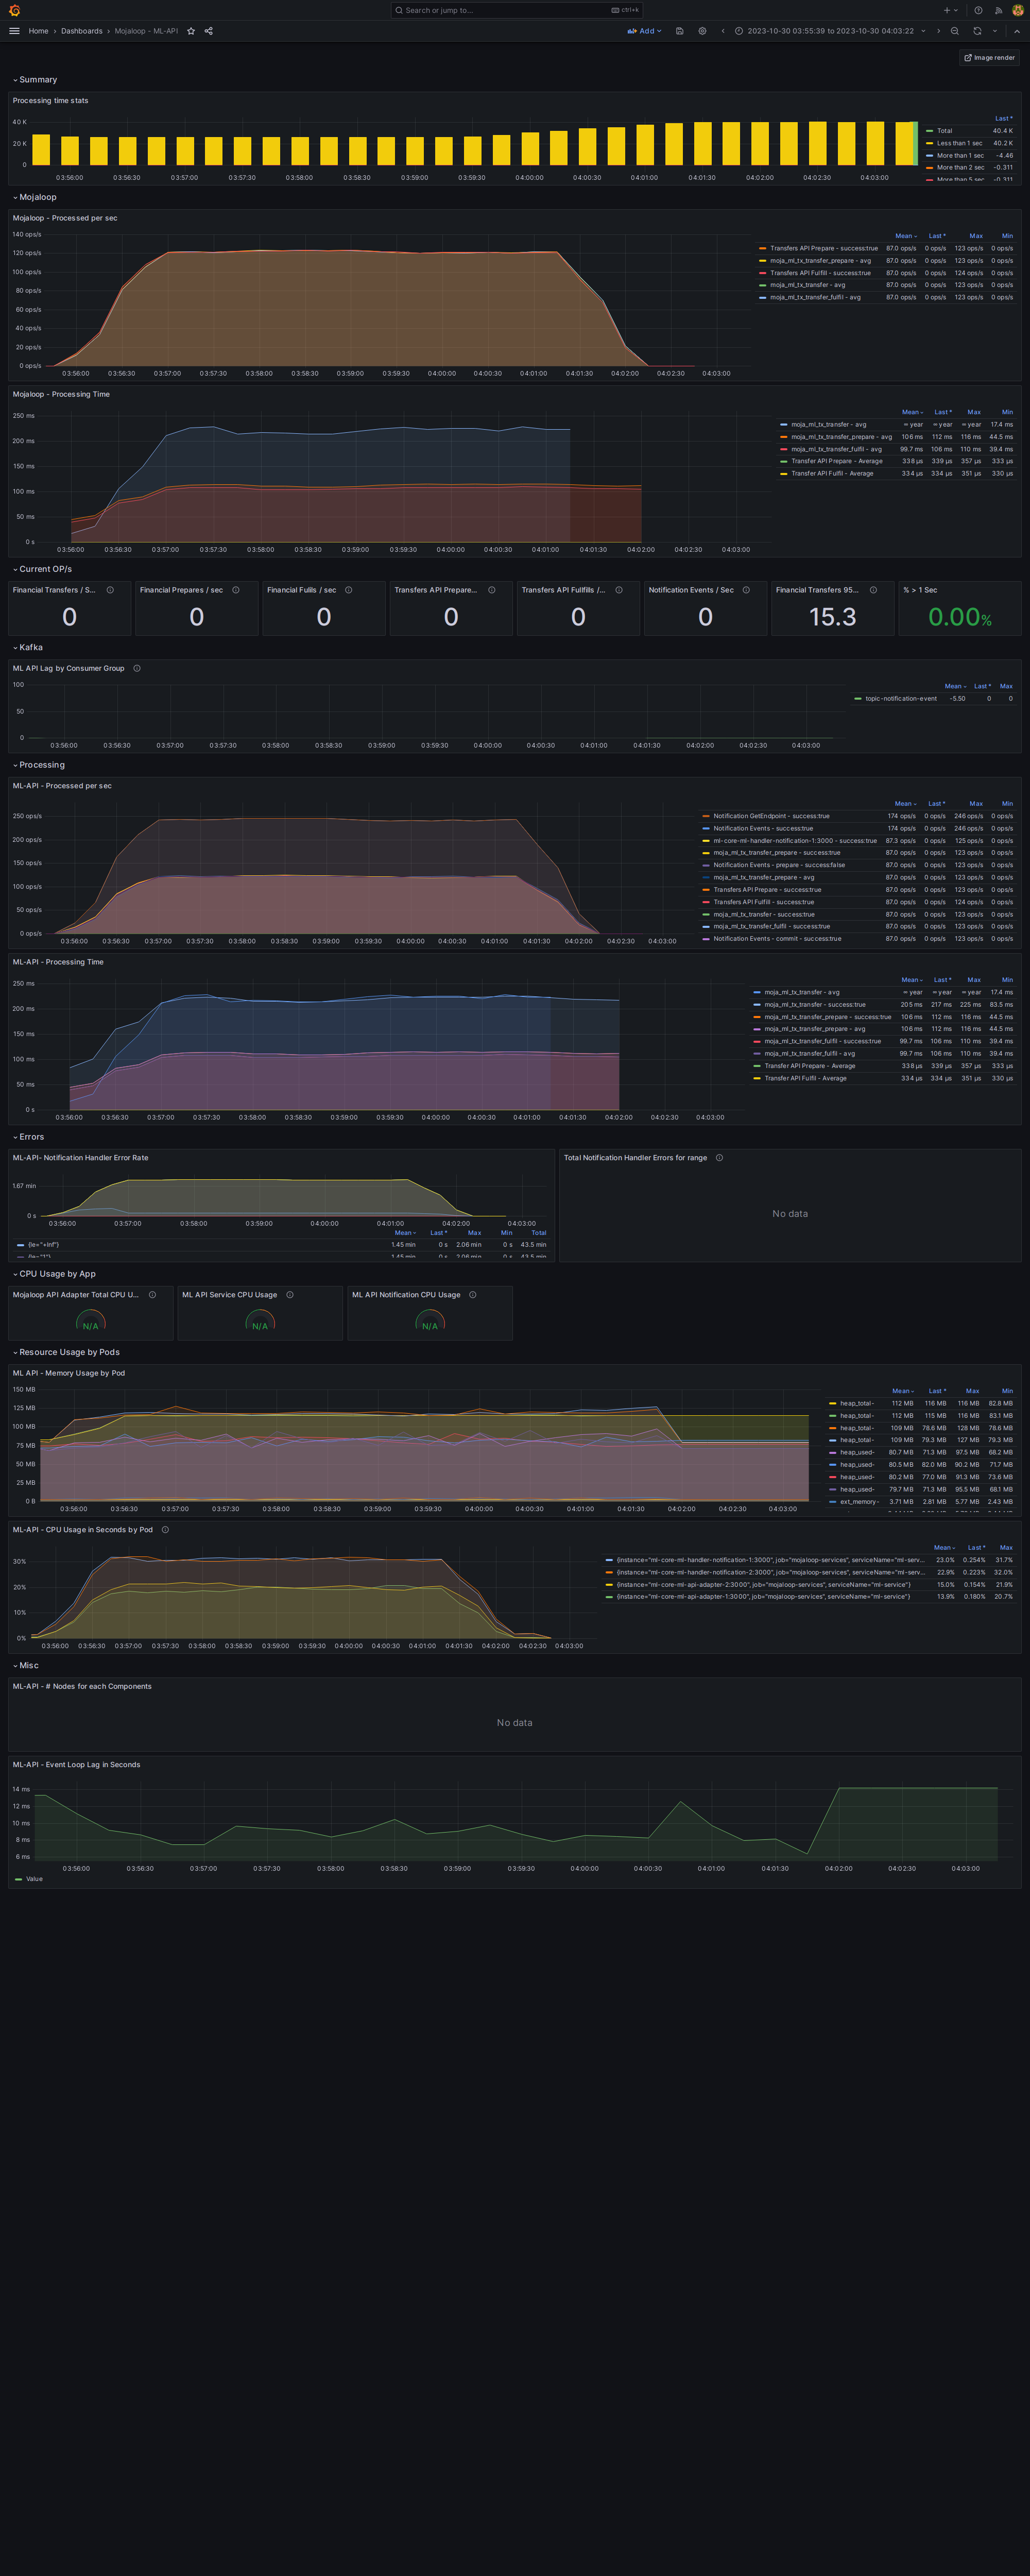 Search or jump to... ctrl+k
Home › Dashboards › Mojaloop - ML-API Add 2023-10-30 03:55:39 to 2023-10-30 04:03:22
Image render
Summary
Processing time stats
40 K
20 K
0
03:56:00 03:56:30 03:57:00 03:57:30 03:58:00 03:58:30 03:59:00 03:59:30 04:00:00 04:00:30 04:01:00 04:01:30 04:02:00 04:02:30 04:03:00
Last *
Total 40.4 K
Less than 1 sec 40.2 K
More than 1 sec -4.46
More than 2 sec -0.311
More than 5 sec -0.311
Mojaloop
Mojaloop - Processed per sec
140 ops/s
120 ops/s
100 ops/s
80 ops/s
60 ops/s
40 ops/s
20 ops/s
0 ops/s
03:56:00 03:56:30 03:57:00 03:57:30 03:58:00 03:58:30 03:59:00 03:59:30 04:00:00 04:00:30 04:01:00 04:01:30 04:02:00 04:02:30 04:03:00
Mean Last * Max Min
Transfers API Prepare - success:true 87.0 ops/s 0 ops/s 123 ops/s 0 ops/s
moja_ml_tx_transfer_prepare - avg 87.0 ops/s 0 ops/s 123 ops/s 0 ops/s
Transfers API Fulfill - success:true 87.0 ops/s 0 ops/s 124 ops/s 0 ops/s
moja_ml_tx_transfer - avg 87.0 ops/s 0 ops/s 123 ops/s 0 ops/s
moja_ml_tx_transfer_fulfil - avg 87.0 ops/s 0 ops/s 123 ops/s 0 ops/s
Mojaloop - Processing Time
250 ms
200 ms
150 ms
100 ms
50 ms
0 s
03:56:00 03:56:30 03:57:00 03:57:30 03:58:00 03:58:30 03:59:00 03:59:30 04:00:00 04:00:30 04:01:00 04:01:30 04:02:00 04:02:30 04:03:00
Mean Last * Max Min
moja_ml_tx_transfer - avg ∞ year ∞ year ∞ year 17.4 ms
moja_ml_tx_transfer_prepare - avg 106 ms 112 ms 116 ms 44.5 ms
moja_ml_tx_transfer_fulfil - avg 99.7 ms 106 ms 110 ms 39.4 ms
Transfer API Prepare - Average 338 µs 339 µs 357 µs 333 µs
Transfer API Fulfil - Average 334 µs 334 µs 351 µs 330 µs
Current OP/s
Financial Transfers / S...
0
Financial Prepares / sec
0
Financial Fulils / sec
0
Transfers API Prepare...
0
Transfers API Fullfills /...
0
Notification Events / Sec
0
Financial Transfers 95...
15.3
% > 1 Sec
0.00%
Kafka
ML API Lag by Consumer Group
100
50
0
03:56:00 03:56:30 03:57:00 03:57:30 03:58:00 03:58:30 03:59:00 03:59:30 04:00:00 04:00:30 04:01:00 04:01:30 04:02:00 04:02:30 04:03:00
Mean Last * Max
topic-notification-event -5.50 0 0
Processing
ML-API - Processed per sec
250 ops/s
200 ops/s
150 ops/s
100 ops/s
50 ops/s
0 ops/s
03:56:00 03:56:30 03:57:00 03:57:30 03:58:00 03:58:30 03:59:00 03:59:30 04:00:00 04:00:30 04:01:00 04:01:30 04:02:00 04:02:30 04:03:00
Mean Last * Max Min
Notification GetEndpoint - success:true 174 ops/s 0 ops/s 246 ops/s 0 ops/s
Notification Events - success:true 174 ops/s 0 ops/s 246 ops/s 0 ops/s
ml-core-ml-handler-notification-1:3000 - success:true 87.3 ops/s 0 ops/s 125 ops/s 0 ops/s
moja_ml_tx_transfer_prepare - success:true 87.0 ops/s 0 ops/s 123 ops/s 0 ops/s
Notification Events - prepare - success:false 87.0 ops/s 0 ops/s 123 ops/s 0 ops/s
moja_ml_tx_transfer_prepare - avg 87.0 ops/s 0 ops/s 123 ops/s 0 ops/s
Transfers API Prepare - success:true 87.0 ops/s 0 ops/s 123 ops/s 0 ops/s
Transfers API Fulfill - success:true 87.0 ops/s 0 ops/s 124 ops/s 0 ops/s
moja_ml_tx_transfer - success:true 87.0 ops/s 0 ops/s 123 ops/s 0 ops/s
moja_ml_tx_transfer_fulfil - success:true 87.0 ops/s 0 ops/s 123 ops/s 0 ops/s
Notification Events - commit - success:true 87.0 ops/s 0 ops/s 123 ops/s 0 ops/s
ML-API - Processing Time
250 ms
200 ms
150 ms
100 ms
50 ms
0 s
03:56:00 03:56:30 03:57:00 03:57:30 03:58:00 03:58:30 03:59:00 03:59:30 04:00:00 04:00:30 04:01:00 04:01:30 04:02:00 04:02:30 04:03:00
Mean Last * Max Min
moja_ml_tx_transfer - avg ∞ year ∞ year ∞ year 17.4 ms
moja_ml_tx_transfer - success:true 205 ms 217 ms 225 ms 83.5 ms
moja_ml_tx_transfer_prepare - success:true 106 ms 112 ms 116 ms 44.5 ms
moja_ml_tx_transfer_prepare - avg 106 ms 112 ms 116 ms 44.5 ms
moja_ml_tx_transfer_fulfil - success:true 99.7 ms 106 ms 110 ms 39.4 ms
moja_ml_tx_transfer_fulfil - avg 99.7 ms 106 ms 110 ms 39.4 ms
Transfer API Prepare - Average 338 µs 339 µs 357 µs 333 µs
Transfer API Fulfil - Average 334 µs 334 µs 351 µs 330 µs
Errors
ML-API- Notification Handler Error Rate
1.67 min
0 s
03:56:00 03:57:00 03:58:00 03:59:00 04:00:00 04:01:00 04:02:00 04:03:00
Mean Last * Max Min Total
{le="+Inf"} 1.45 min 0 s 2.06 min 0 s 43.5 min
{le="1"} 1.45 min 0 s 2.06 min 0 s 43.5 min
Total Notification Handler Errors for range
No data
CPU Usage by App
Mojaloop API Adapter Total CPU U...
N/A
ML API Service CPU Usage
N/A
ML API Notification CPU Usage
N/A
Resource Usage by Pods
ML API - Memory Usage by Pod
150 MB
125 MB
100 MB
75 MB
50 MB
25 MB
0 B
03:56:00 03:56:30 03:57:00 03:57:30 03:58:00 03:58:30 03:59:00 03:59:30 04:00:00 04:00:30 04:01:00 04:01:30 04:02:00 04:02:30 04:03:00
Mean Last * Max Min
heap_total- 112 MB 116 MB 116 MB 82.8 MB
heap_total- 112 MB 115 MB 116 MB 83.1 MB
heap_total- 109 MB 78.6 MB 128 MB 78.6 MB
heap_total- 109 MB 79.3 MB 127 MB 79.3 MB
heap_used- 80.7 MB 71.3 MB 97.5 MB 68.2 MB
heap_used- 80.5 MB 82.0 MB 90.2 MB 71.7 MB
heap_used- 80.2 MB 77.0 MB 91.3 MB 73.6 MB
heap_used- 79.7 MB 71.3 MB 95.5 MB 68.1 MB
ext_memory- 3.71 MB 2.81 MB 5.77 MB 2.43 MB
ML-API - CPU Usage in Seconds by Pod
30%
20%
10%
0%
03:56:00 03:56:30 03:57:00 03:57:30 03:58:00 03:58:30 03:59:00 03:59:30 04:00:00 04:00:30 04:01:00 04:01:30 04:02:00 04:02:30 04:03:00
Mean Last * Max
{instance="ml-core-ml-handler-notification-1:3000", job="mojaloop-services", serviceName="ml-serv... 23.0% 0.254% 31.7%
{instance="ml-core-ml-handler-notification-2:3000", job="mojaloop-services", serviceName="ml-serv... 22.9% 0.223% 32.0%
{instance="ml-core-ml-api-adapter-2:3000", job="mojaloop-services", serviceName="ml-service"} 15.0% 0.154% 21.9%
{instance="ml-core-ml-api-adapter-1:3000", job="mojaloop-services", serviceName="ml-service"} 13.9% 0.180% 20.7%
Misc
ML-API - # Nodes for each Components
No data
ML-API - Event Loop Lag in Seconds
14 ms
12 ms
10 ms
8 ms
6 ms
03:56:00 03:56:30 03:57:00 03:57:30 03:58:00 03:58:30 03:59:00 03:59:30 04:00:00 04:00:30 04:01:00 04:01:30 04:02:00 04:02:30 04:03:00
Value